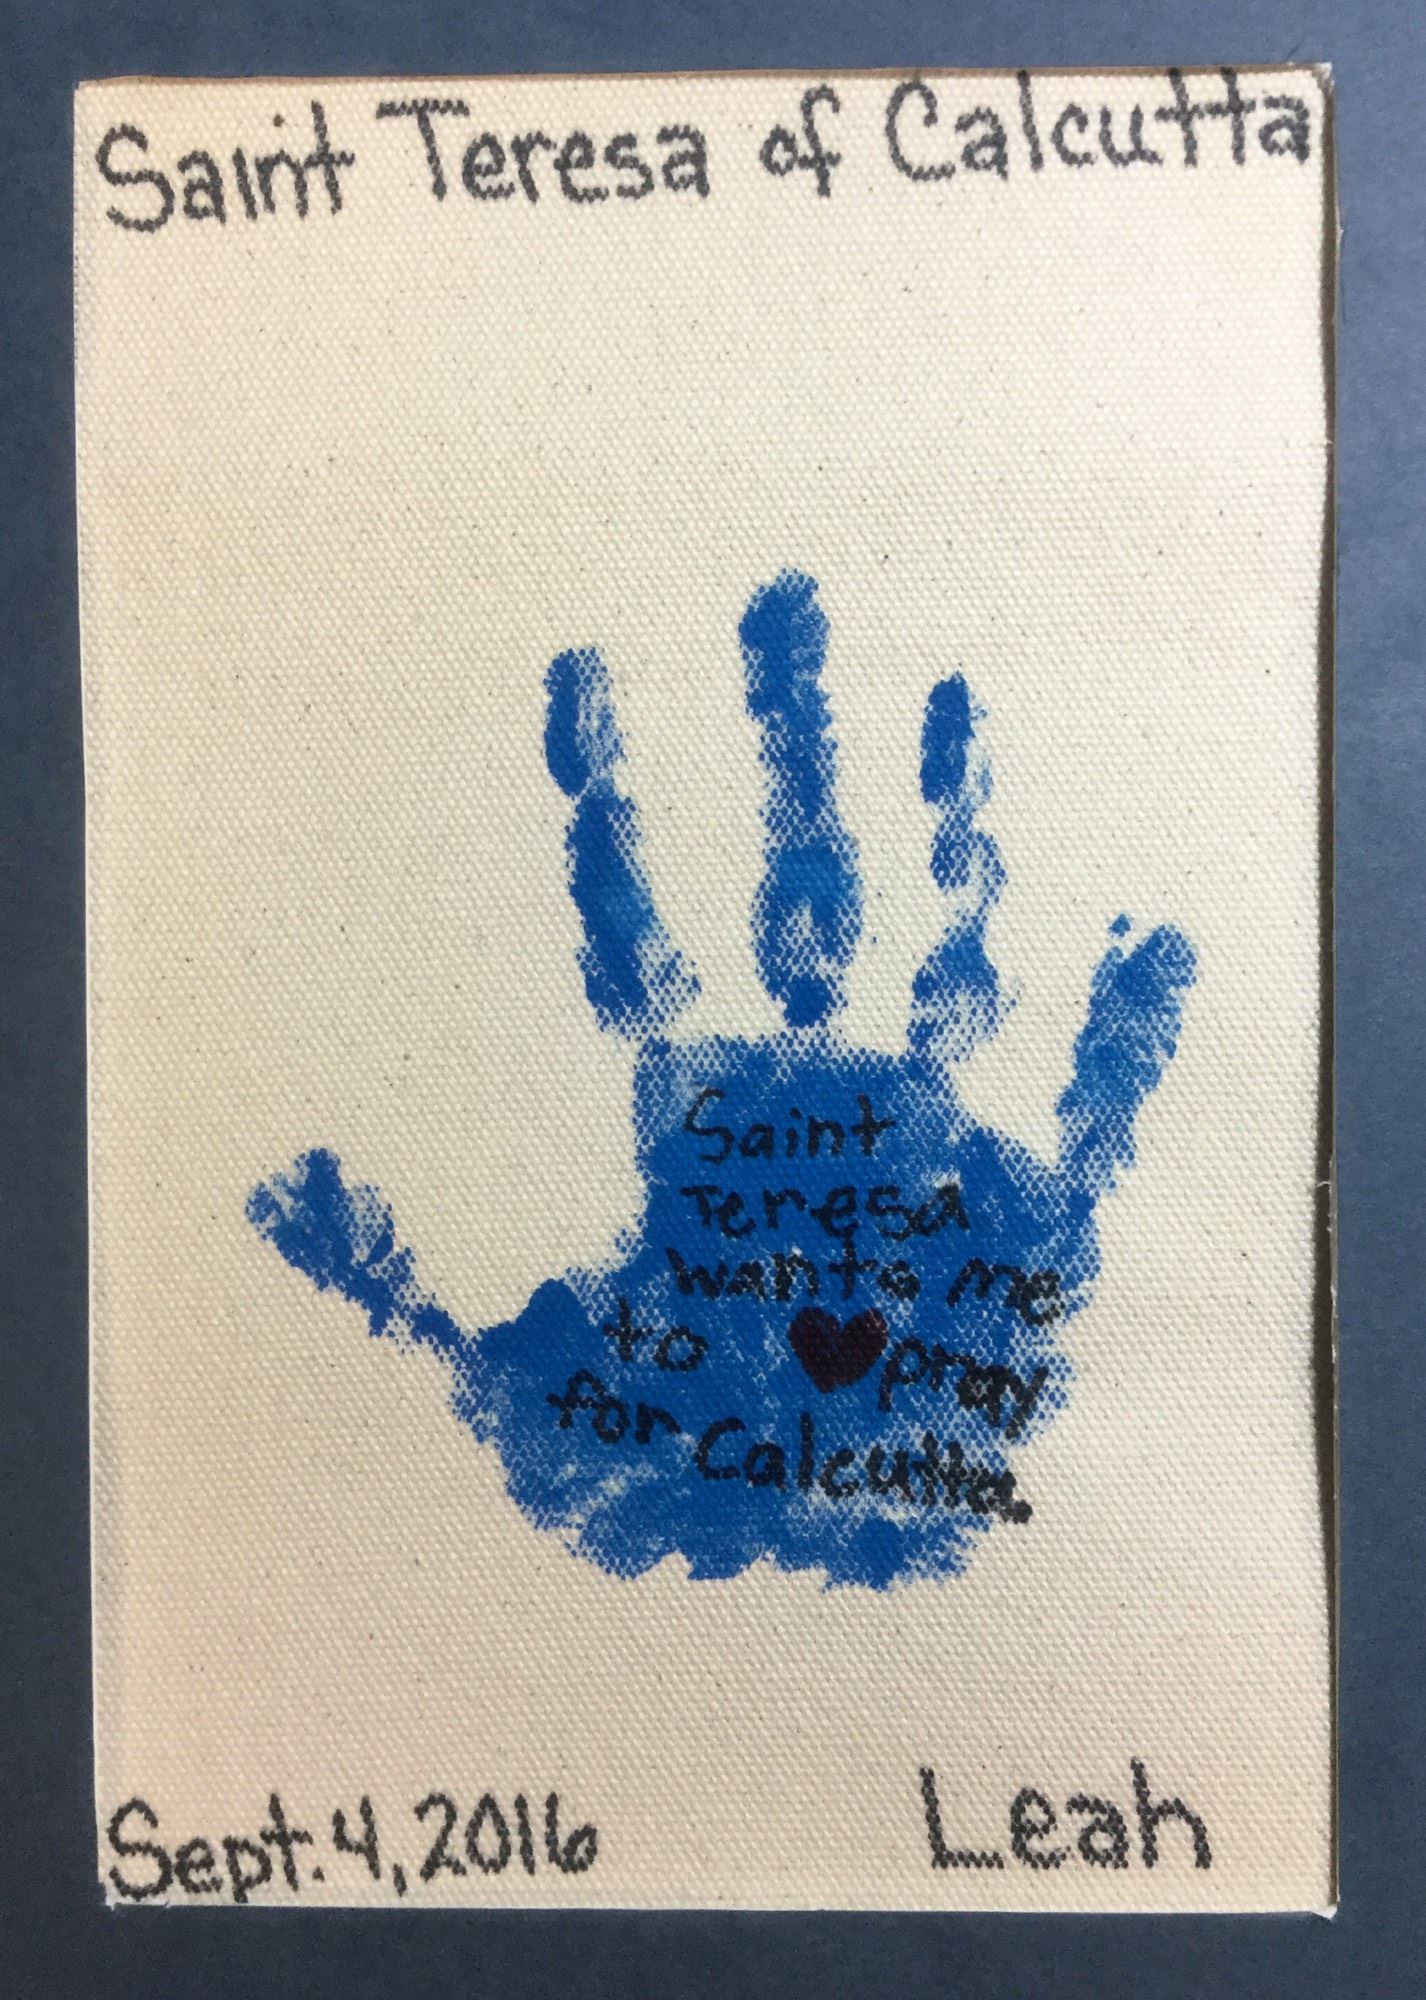 Saint Teresa of Calcutta
Saint
Teresa
wants me
to ♥ pray
for Calcutta.
Sept. 4, 2016
Leah